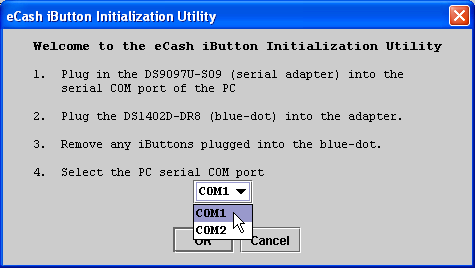 eCash iButton Initialization Utility
Welcome to the eCash iButton Initialization Utility
1. Plug in the DS9097U-S09 (serial adapter) into the
serial COM port of the PC
2. Plug the DS1402D-DR8 (blue-dot) into the adapter.
3. Remove any iButtons plugged into the blue-dot.
4. Select the PC serial COM port
COM1
COM1
COM2
Cancel